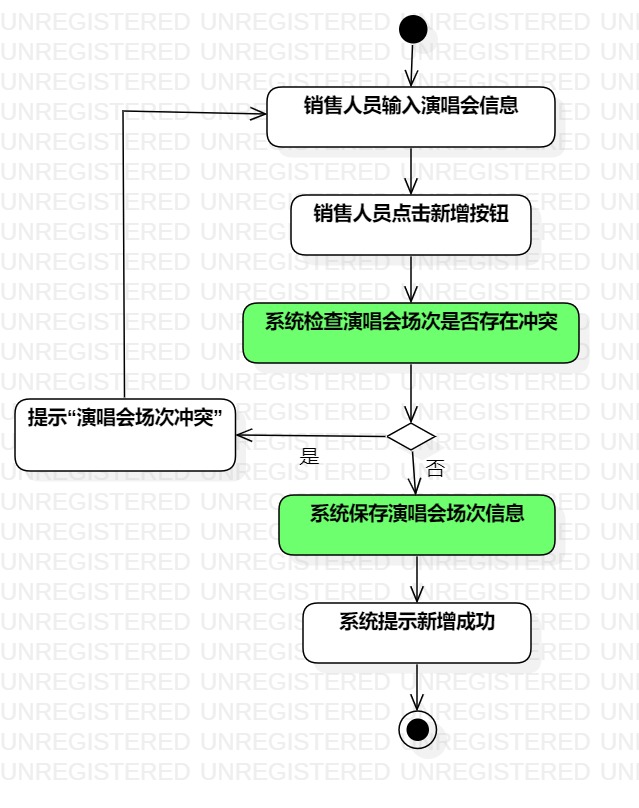 销售人员输入演唱会信息
销售人员点击新增按钮
系统检查演唱会场次是否存在冲突
提示“演唱会场次冲突”
是
否
系统保存演唱会场次信息
系统提示新增成功
UNREGISTERED